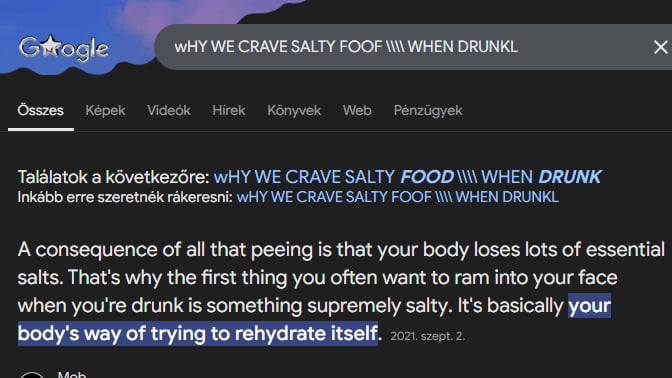 Google
wHY WE CRAVE SALTY FOOF \\\\ WHEN DRUNKL
Összes Képek Videók Hírek Könyvek Web Pénzügyek
Találatok a következőre: wHY WE CRAVE SALTY FOOD \\\\ WHEN DRUNK
Inkább erre szeretnék rákeresni: wHY WE CRAVE SALTY FOOF \\\\ WHEN DRUNKL
A consequence of all that peeing is that your body loses lots of essential
salts. That's why the first thing you often want to ram into your face
when you're drunk is something supremely salty. It's basically your
body's way of trying to rehydrate itself. 2021. szept. 2.